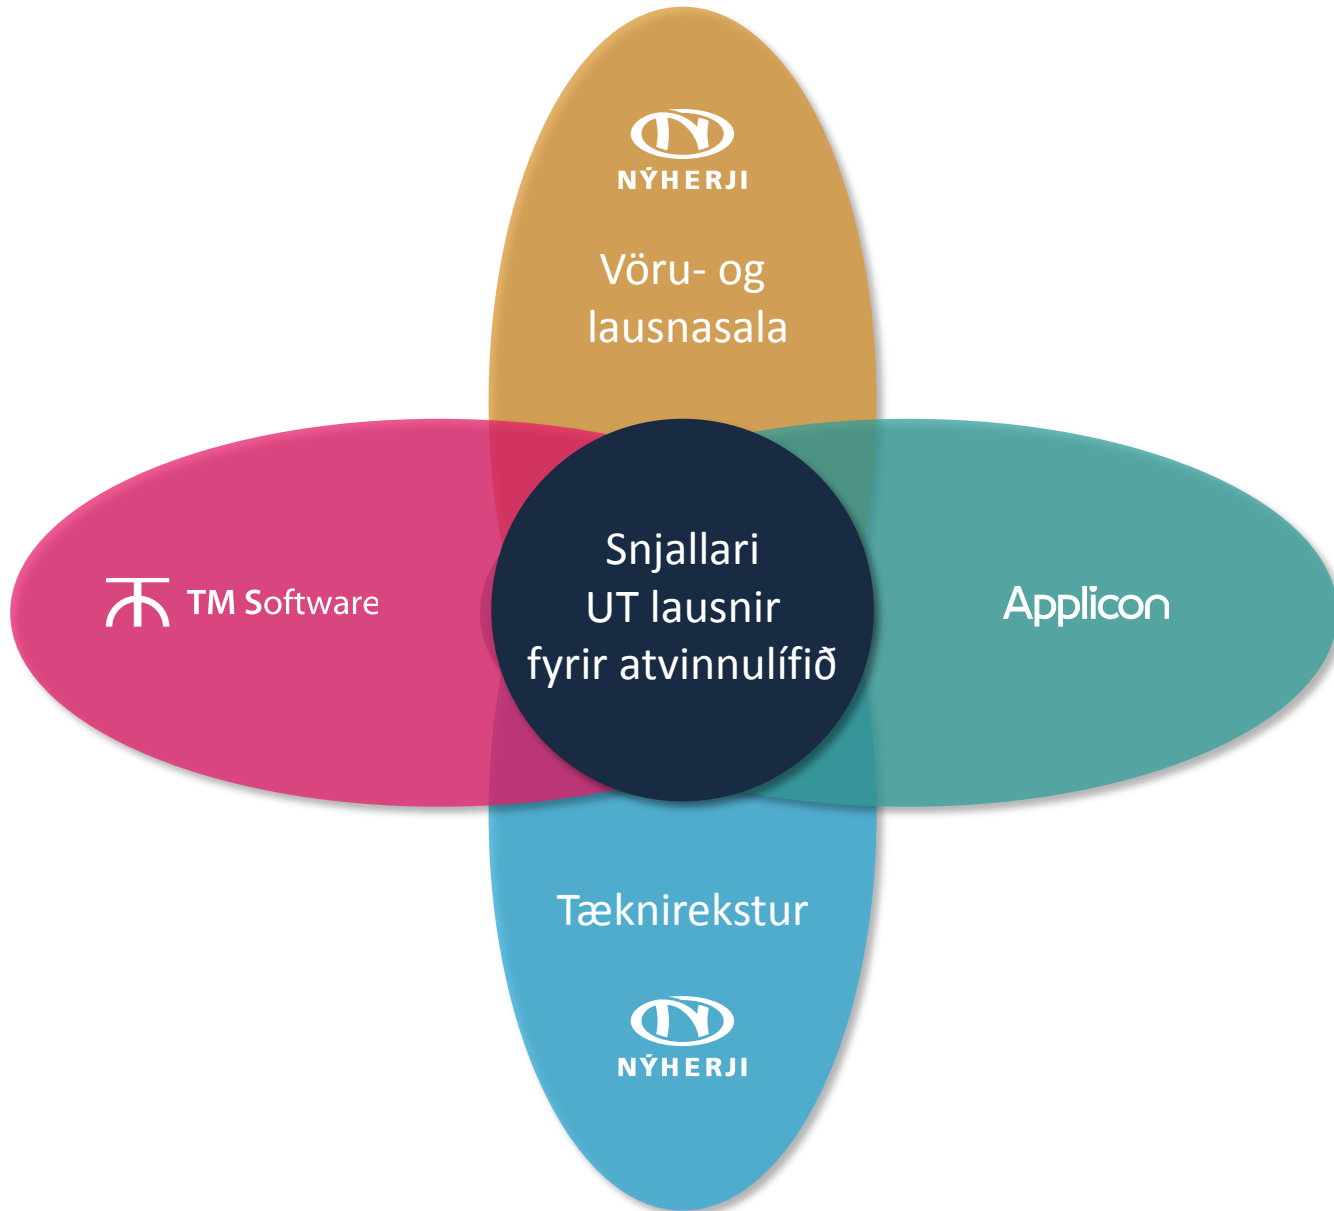 NÝHERJI
Vöru- og
lausnasala
TM Software
Snjallari
UT lausnir
fyrir atvinnulífið
Applicon
Tæknirekstur
NÝHERJI